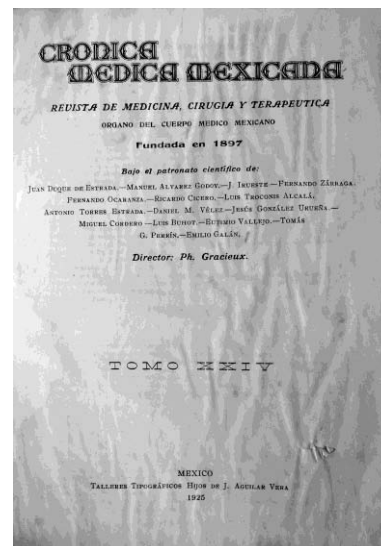 CRONICA
MEDICA MEXICANA
REVISTA DE MEDICINA, CIRUGIA Y TERAPEUTICA
ORGANO DEL CUERPO MEDICO MEXICANO
Fundada en 1897
Bajo el patronato científico de:
JUAN DUQUE DE ESTRADA.—MANUEL ALVAREZ GODOY.—J. IRUESTE.—FERNANDO ZÁRRAGA.
FERNANDO OCARANZA.—RICARDO CICERO.—LUIS TROCONIS ALCALÁ,
ANTONIO TORRES ESTRADA.—DANIEL M. VÉLEZ.—JESÚS GONZÁLEZ URUEÑA.—
MIGUEL CORDERO.—LUIS .—EUTIMIO VALLEJO.—TOMÁS
G. PERRÍN.—EMILIO GALÁN.
Director: Ph. Gracieux.
TOMO XXIV
MEXICO
TALLERES TIPOGRÁFICOS HIJOS DE J. AGUILAR VERA
1925